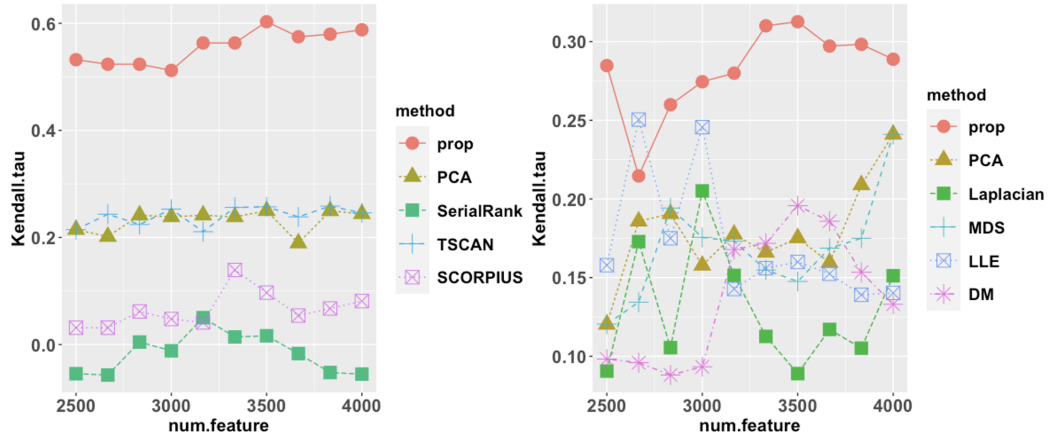 0.6
0.4
0.2
0.0
Kendall.tau
2500 3000 3500 4000
num.feature
method
prop
PCA
SerialRank
TSCAN
SCORPIUS
0.30
0.25
0.20
0.15
0.10
Kendall.tau
2500 3000 3500 4000
num.feature
method
prop
PCA
Laplacian
MDS
LLE
DM